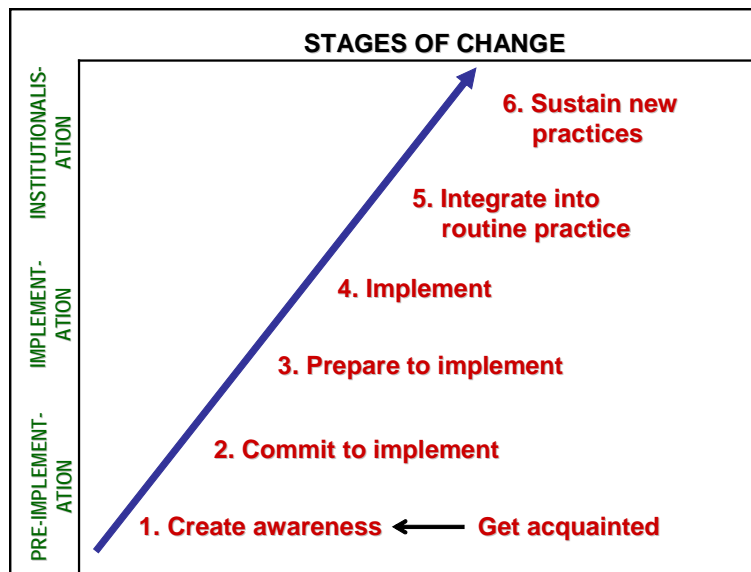 STAGES OF CHANGE
INSTITUTIONALIS-
ATION
6. Sustain new
practices
5. Integrate into
routine practice
IMPLEMENT-
ATION
4. Implement
3. Prepare to implement
PRE-IMPLEMENT-
ATION
2. Commit to implement
1. Create awareness
Get acquainted